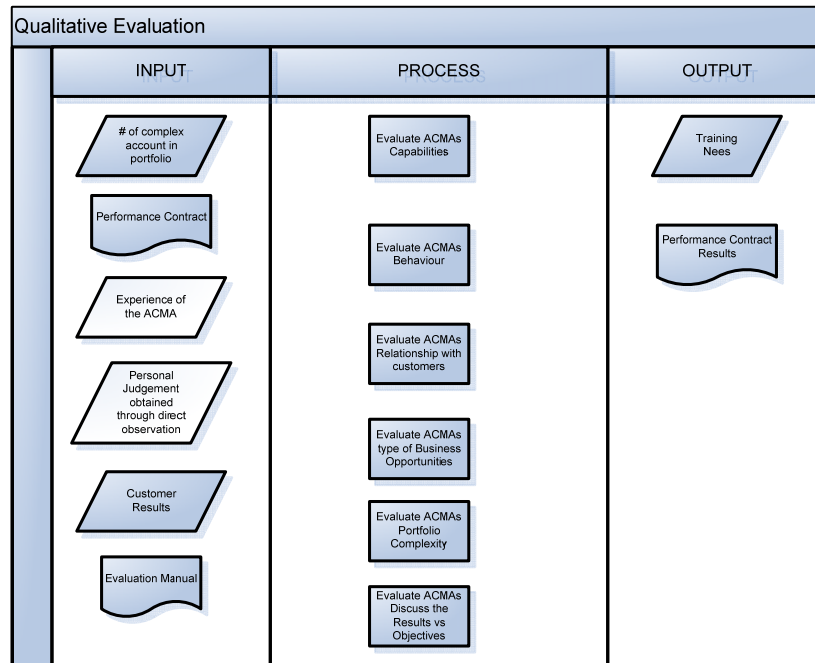 Qualitative Evaluation
INPUT
PROCESS
OUTPUT
# of complex
account in
portfolio
Performance Contract
Experience of
the ACMA
Personal
Judgement
obtained
through direct
observation
Customer
Results
Evaluation Manual
Evaluate ACMAs
Capabilities
Evaluate ACMAs
Behaviour
Evaluate ACMAs
Relationship with
customers
Evaluate ACMAs
type of Business
Opportunities
Evaluate ACMAs
Portfolio
Complexity
Evaluate ACMAs
Discuss the
Results vs
Objectives
Training
Nees
Performance Contract
Results